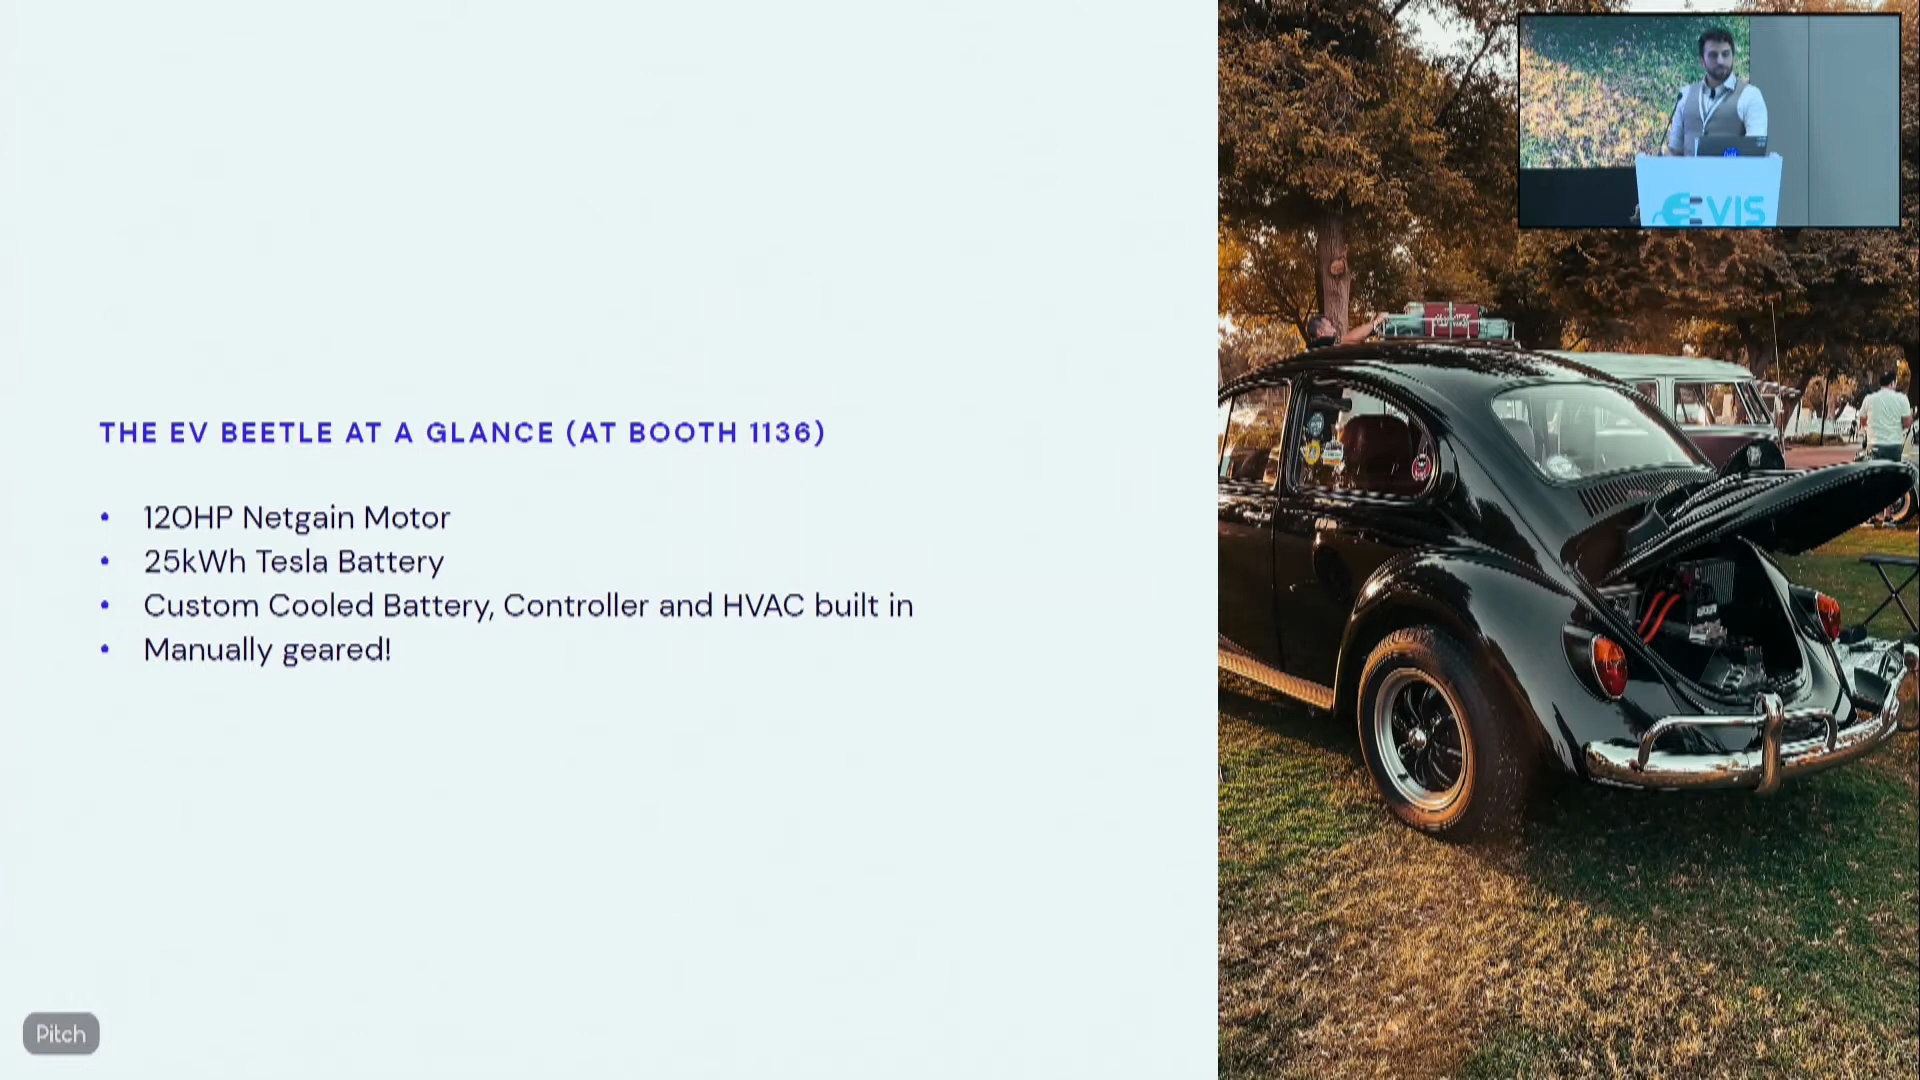 THE EV BEETLE AT A GLANCE (AT BOOTH 1136)
• 120HP Netgain Motor
• 25kWh Tesla Battery
• Custom Cooled Battery, Controller and HVAC built in
• Manually geared!
Pitch
EVIS